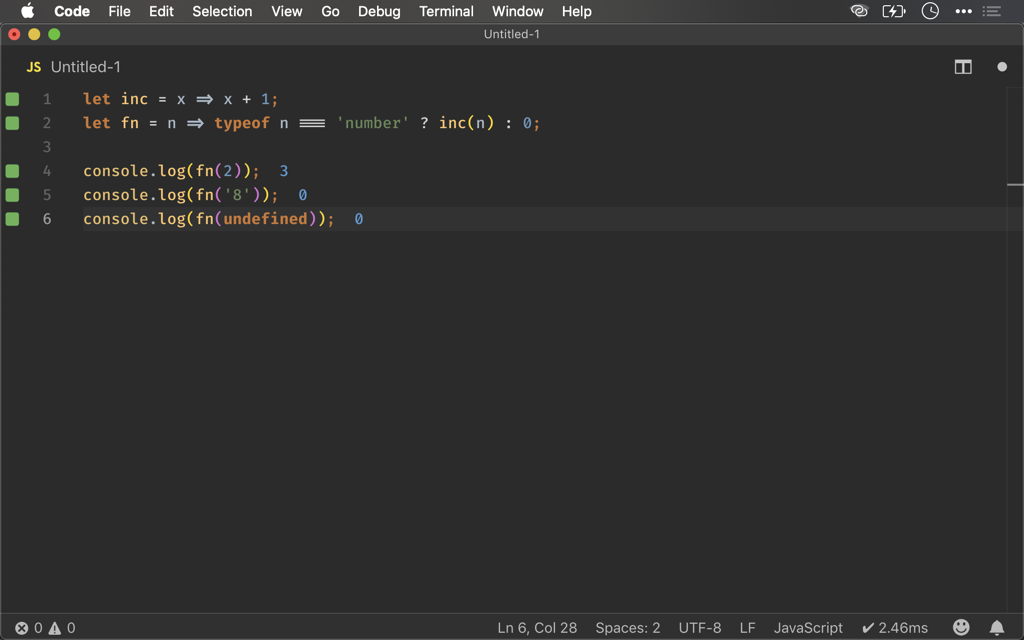 Code File Edit Selection View Go Debug Terminal Window Help
Untitled-1
JS Untitled-1
1 let inc = x => x + 1;
2 let fn = n => typeof n === 'number' ? inc(n) : 0;
3
4 console.log(fn(2)); 3
5 console.log(fn('8')); 0
6 console.log(fn(undefined)); 0
0 0 Ln 6, Col 28 Spaces: 2 UTF-8 LF JavaScript ✔ 2.46ms